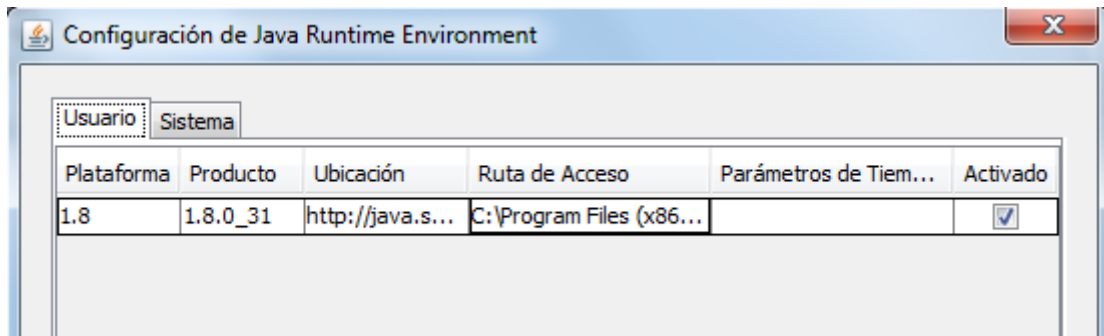 Configuración de Java Runtime Environment
Usuario Sistema
Plataforma Producto Ubicación Ruta de Acceso Parámetros de Tiem... Activado
1.8 1.8.0_31 http://java.s... C:\Program Files (x86...